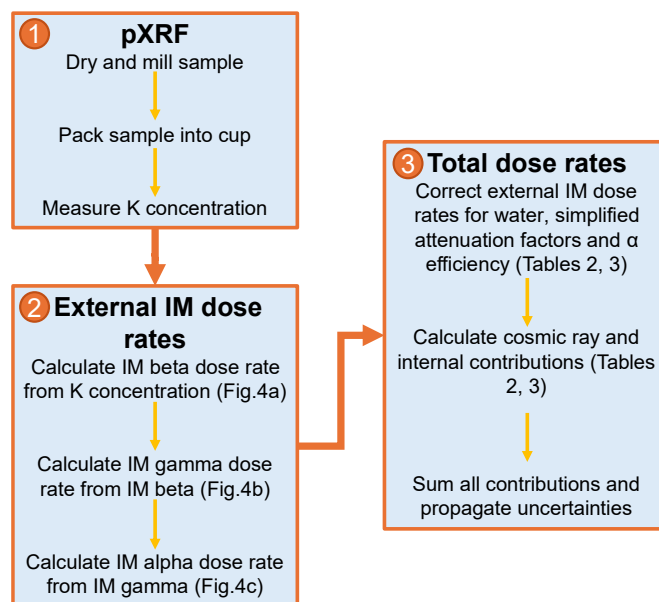 1 pXRF
Dry and mill sample
Pack sample into cup
Measure K concentration
2 External IM dose
rates
Calculate IM beta dose rate
from K concentration (Fig.4a)
Calculate IM gamma dose
rate from IM beta (Fig.4b)
Calculate IM alpha dose rate
from IM gamma (Fig.4c)
3 Total dose rates
Correct external IM dose
rates for water, simplified
attenuation factors and α
efficiency (Tables 2, 3)
Calculate cosmic ray and
internal contributions (Tables
2, 3)
Sum all contributions and
propagate uncertainties